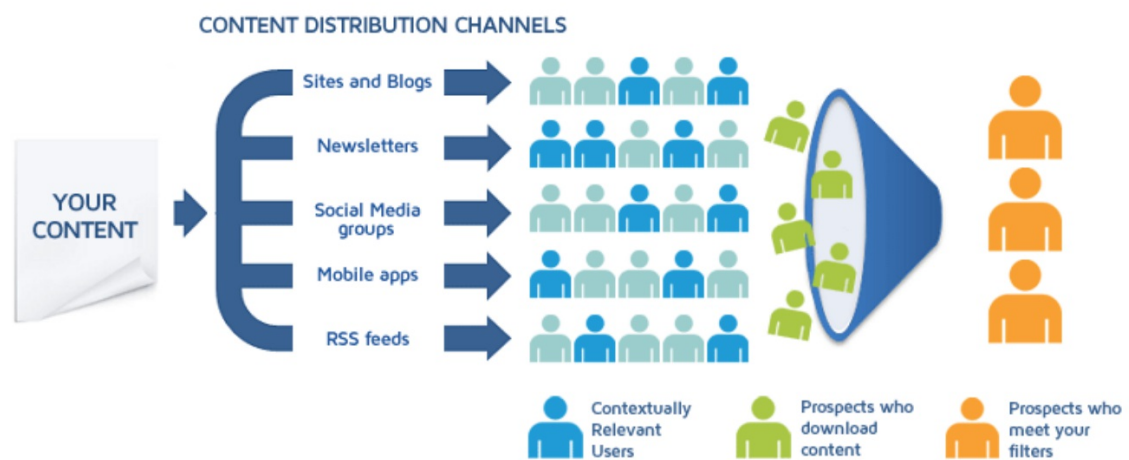 CONTENT DISTRIBUTION CHANNELS
YOUR
CONTENT
Sites and Blogs
Newsletters
Social Media
groups
Mobile apps
RSS feeds
Contextually
Relevant
Users
Prospects who
download
content
Prospects who
meet your
filters